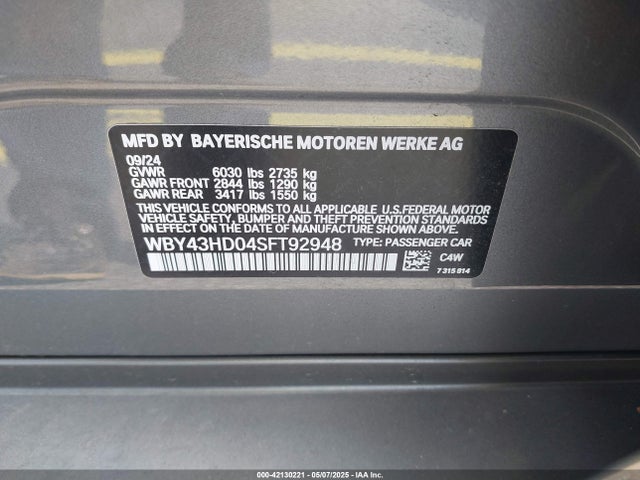 MFD BY BAYERISCHE MOTOREN WERKE AG
09/24
GVWR 6030 lbs 2735 kg
GAWR FRONT 2844 lbs 1290 kg
GAWR REAR 3417 lbs 1550 kg
THIS VEHICLE CONFORMS TO ALL APPLICABLE U.S.FEDERAL MOTOR
VEHICLE SAFETY, BUMPER AND THEFT PREVENTION STANDARDS
IN EFFECT ON THE DATE OF MANUFACTURE SHOWN ABOVE.
WBY43HD04SFT92948 TYPE: PASSENGER CAR
C4W
7 315 814
000-42130221 - 05/07/2025 - IAA Inc.